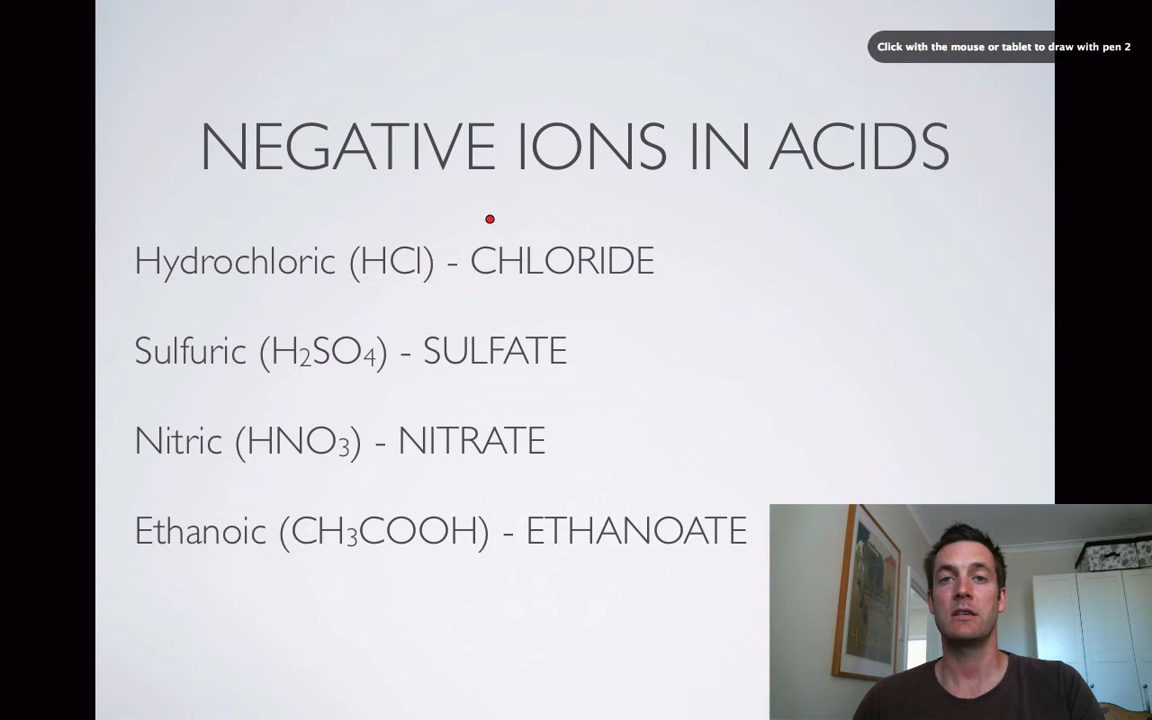 Click with the mouse or tablet to draw with pen 2
NEGATIVE IONS IN ACIDS
Hydrochloric (HCl) - CHLORIDE
Sulfuric (H₂SO₄) - SULFATE
Nitric (HNO₃) - NITRATE
Ethanoic (CH₃COOH) - ETHANOATE